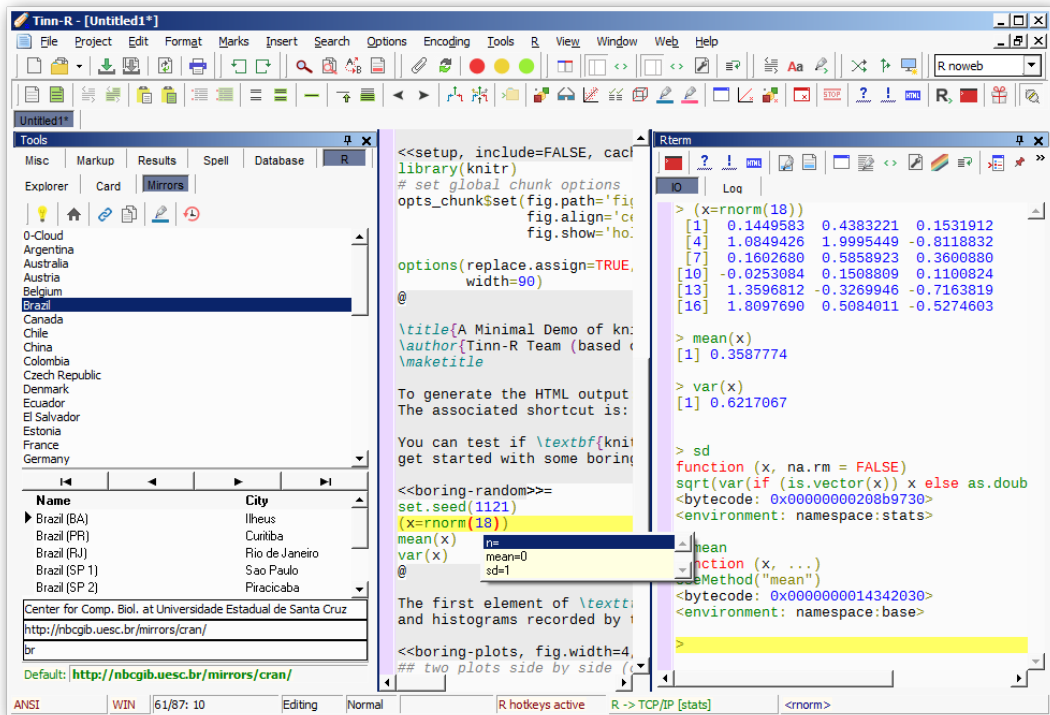 Tinn-R - [Untitled1*]
File Project Edit Format Marks Insert Search Options Encoding Tools R View Window Web Help
R noweb
Untitled1*
Tools
Misc Markup Results Spell Database R
Explorer Card Mirrors
0-Cloud
Argentina
Australia
Austria
Belgium
Brazil
Canada
Chile
China
Colombia
Czech Republic
Denmark
Ecuador
El Salvador
Estonia
France
Germany
Name City
Brazil (BA) Ilheus
Brazil (PR) Curitiba
Brazil (RJ) Rio de Janeiro
Brazil (SP 1) Sao Paulo
Brazil (SP 2) Piracicaba
Center for Comp. Biol. at Universidade Estadual de Santa Cruz
http://nbcgib.uesc.br/mirrors/cran/
br
Default: http://nbcgib.uesc.br/mirrors/cran/
<<setup, include=FALSE, cach
library(knitr)
# set global chunk options
opts_chunk$set(fig.path='fig
fig.align='ce
fig.show='hol
options(replace.assign=TRUE,
width=90)
@
\title{A Minimal Demo of kni
\author{Tinn-R Team (based o
\maketitle
To generate the HTML output
The associated shortcut is:
You can test if \textbf{knit
get started with some boring
<<boring-random>>=
set.seed(1121)
(x=rnorm(18))
mean(x)
var(x)
@
n=
mean=0
sd=1
The first element of \textt
and histograms recorded by t
<<boring-plots, fig.width=4,
## two plots side by side (o
Rterm
IO Log
> (x=rnorm(18))
[1] 0.1449583 0.4383221 0.1531912
[4] 1.0849426 1.9995449 -0.8118832
[7] 0.1602680 0.5858923 0.3600880
[10] -0.0253084 0.1508809 0.1100824
[13] 1.3596812 -0.3269946 -0.7163819
[16] 1.8097690 0.5084011 -0.5274603
> mean(x)
[1] 0.3587774
> var(x)
[1] 0.6217067
> sd
function (x, na.rm = FALSE)
sqrt(var(if (is.vector(x)) x else as.doub
<bytecode: 0x00000000208b9730>
<environment: namespace:stats>
mean
nction (x, ...)
seMethod("mean")
<bytecode: 0x0000000014342030>
<environment: namespace:base>
>
ANSI WIN 61/87: 10 Editing Normal R hotkeys active R -> TCP/IP [stats] <rnorm>